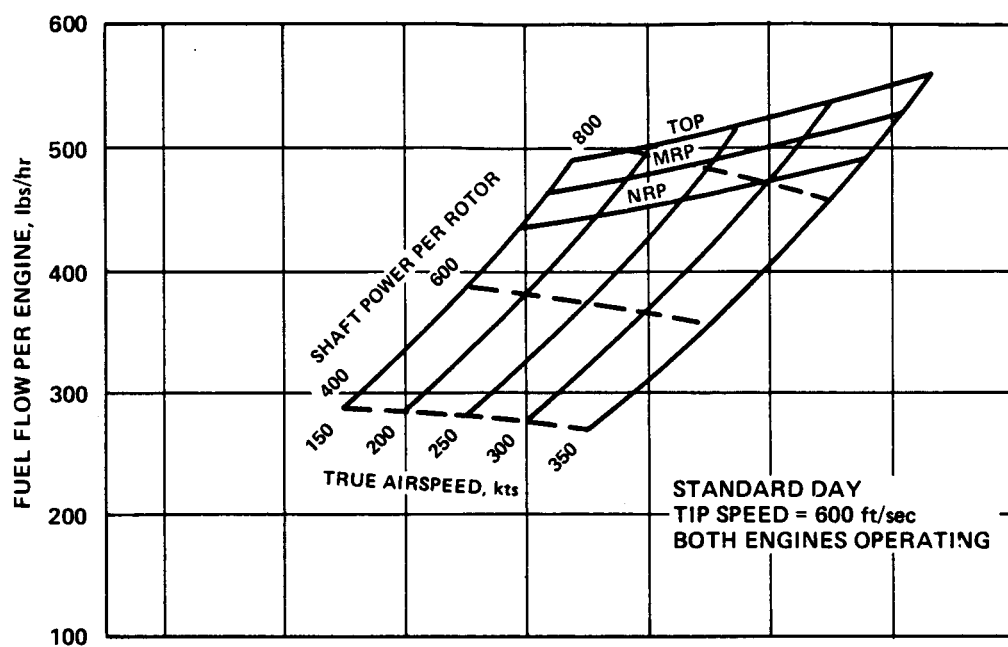 600
500
400
300
200
100
FUEL FLOW PER ENGINE, lbs/hr
SHAFT POWER PER ROTOR
800
600
400
TOP
MRP
NRP
150
200
250
300
350
TRUE AIRSPEED, kts
STANDARD DAY
TIP SPEED = 600 ft/sec
BOTH ENGINES OPERATING